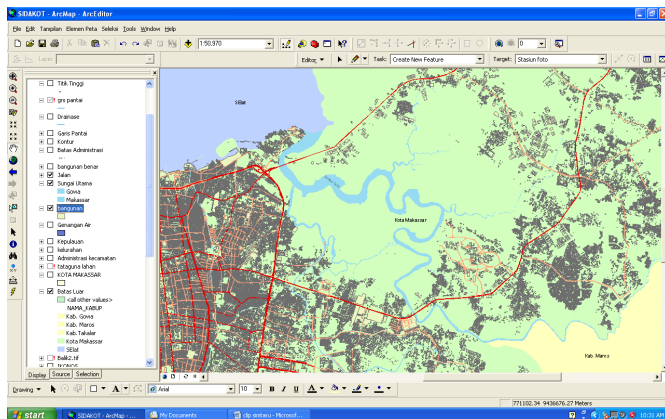 SIDAKOT - ArcMap - ArcEditor
File Edit Tampilan Elemen Peta Seleksi Tools Window Help
1:50,970
0
Layer:
Editor
Task: Create New Feature
Target: Stasiun foto
Titik Tinggi
grs pantai
Drainase
Garis Pantai
Kontur
Batas Administrasi
bangunan benar
Jalan
Sungai Utama
Gowa
Makassar
bangunan
Genangan Air
Kepulauan
kelurahan
Administrasi kecamatan
tataguna lahan
KOTA MAKASSAR
Batas Luar
<all other values>
NAMA_KABUP
Kab. Gowa
Kab. Maros
Kab. Takalar
Kota Makassar
SElat
Balik2.tif
IKONOS
SElat
Kota Makassar
Kab. Maros
Display Source Selection
Drawing
A
Arial
10
B I U A
771102.34 9436676.27 Meters
start
SIDAKOT - ArcMap - ...
My Documents
clip simtaru - Microsof...
10:31 AM